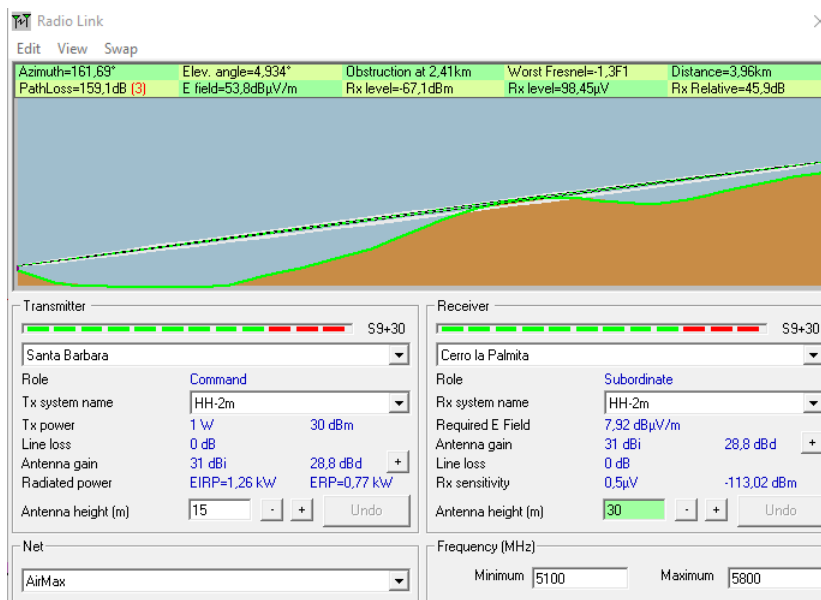 Radio Link
Edit View Swap
Azimuth=161,69° Elev. angle=4,934° Obstruction at 2,41km Worst Fresnel=-1,3F1 Distance=3,96km
PathLoss=159,1dB (3) E field=53,8dBµV/m Rx level=-67,1dBm Rx level=98,45µV Rx Relative=45,9dB
Transmitter
S9+30
Santa Barbara
Role Command
Tx system name HH-2m
Tx power 1 W 30 dBm
Line loss 0 dB
Antenna gain 31 dBi 28,8 dBd +
Radiated power EIRP=1,26 kW ERP=0,77 kW
Antenna height (m) 15 - + Undo
Receiver
S9+30
Cerro la Palmita
Role Subordinate
Rx system name HH-2m
Required E Field 7,92 dBµV/m
Antenna gain 31 dBi 28,8 dBd +
Line loss 0 dB
Rx sensitivity 0,5µV -113,02 dBm
Antenna height (m) 30 - + Undo
Net
AirMax
Frequency (MHz)
Minimum 5100 Maximum 5800